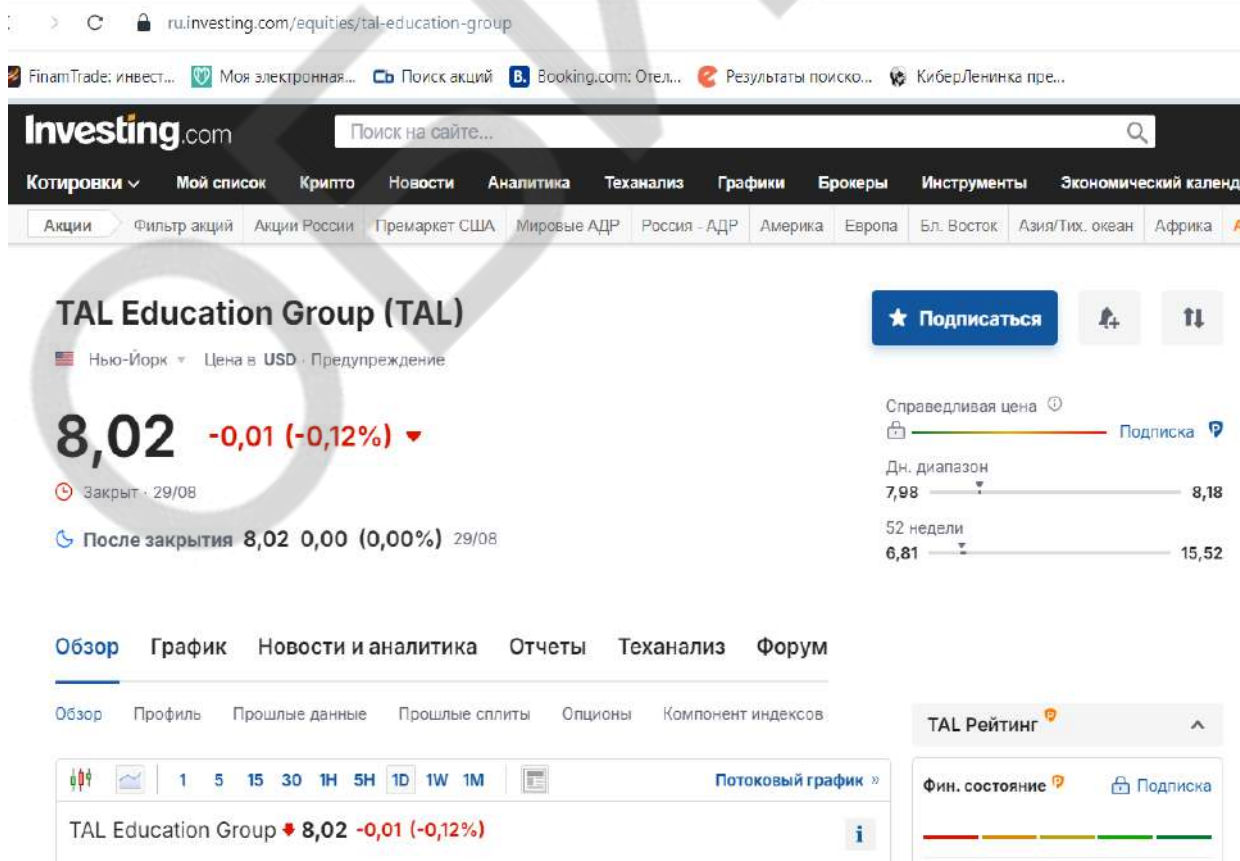 ru.investing.com/equities/tal-education-group
FinamTrade: инвест... Моя электронная... Сь Поиск акций B. Booking.com: Отел... Результаты поиско... КиберЛенинка пре...
Investing.com Поиск на сайте...
Котировки Мой список Крипто Новости Аналитика Теханализ Графики Брокеры Инструменты Экономический календ
Акции Фильтр акций Акции России Премаркет США Мировые АДР Россия - АДР Америка Европа Бл. Восток Азия/Тих. океан Африка
TAL Education Group (TAL) Подписаться
Нью-Йорк Цена в USD · Предупреждение
Справедливая цена
8,02 -0,01 (-0,12%) Подписка
Дн. диапазон
Закрыт · 29/08 7,98 8,18
52 недели
После закрытия 8,02 0,00 (0,00%) 29/08
6,81 15,52
Обзор График Новости и аналитика Отчеты Теханализ Форум
Обзор Профиль Прошлые данные Прошлые сплиты Опционы Компонент индексов
TAL Рейтинг
1 5 15 30 1H 5H 1D 1W 1M Потоковый график »
Фин. состояние Подписка
TAL Education Group 8,02 -0,01 (-0,12%) i